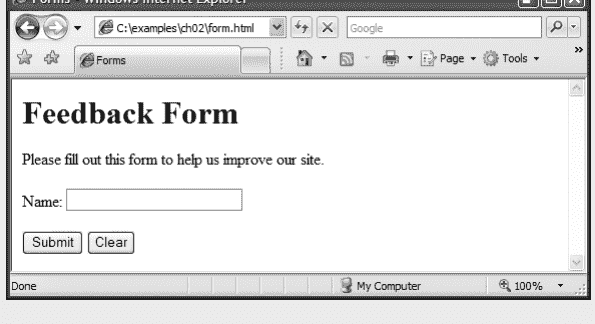 Forms - Windows Internet Explorer
C:\examples\ch02\form.html
Google
Forms
Page
Tools
»
Feedback Form
Please fill out this form to help us improve our site.
Name:
Submit Clear
Done My Computer 100%